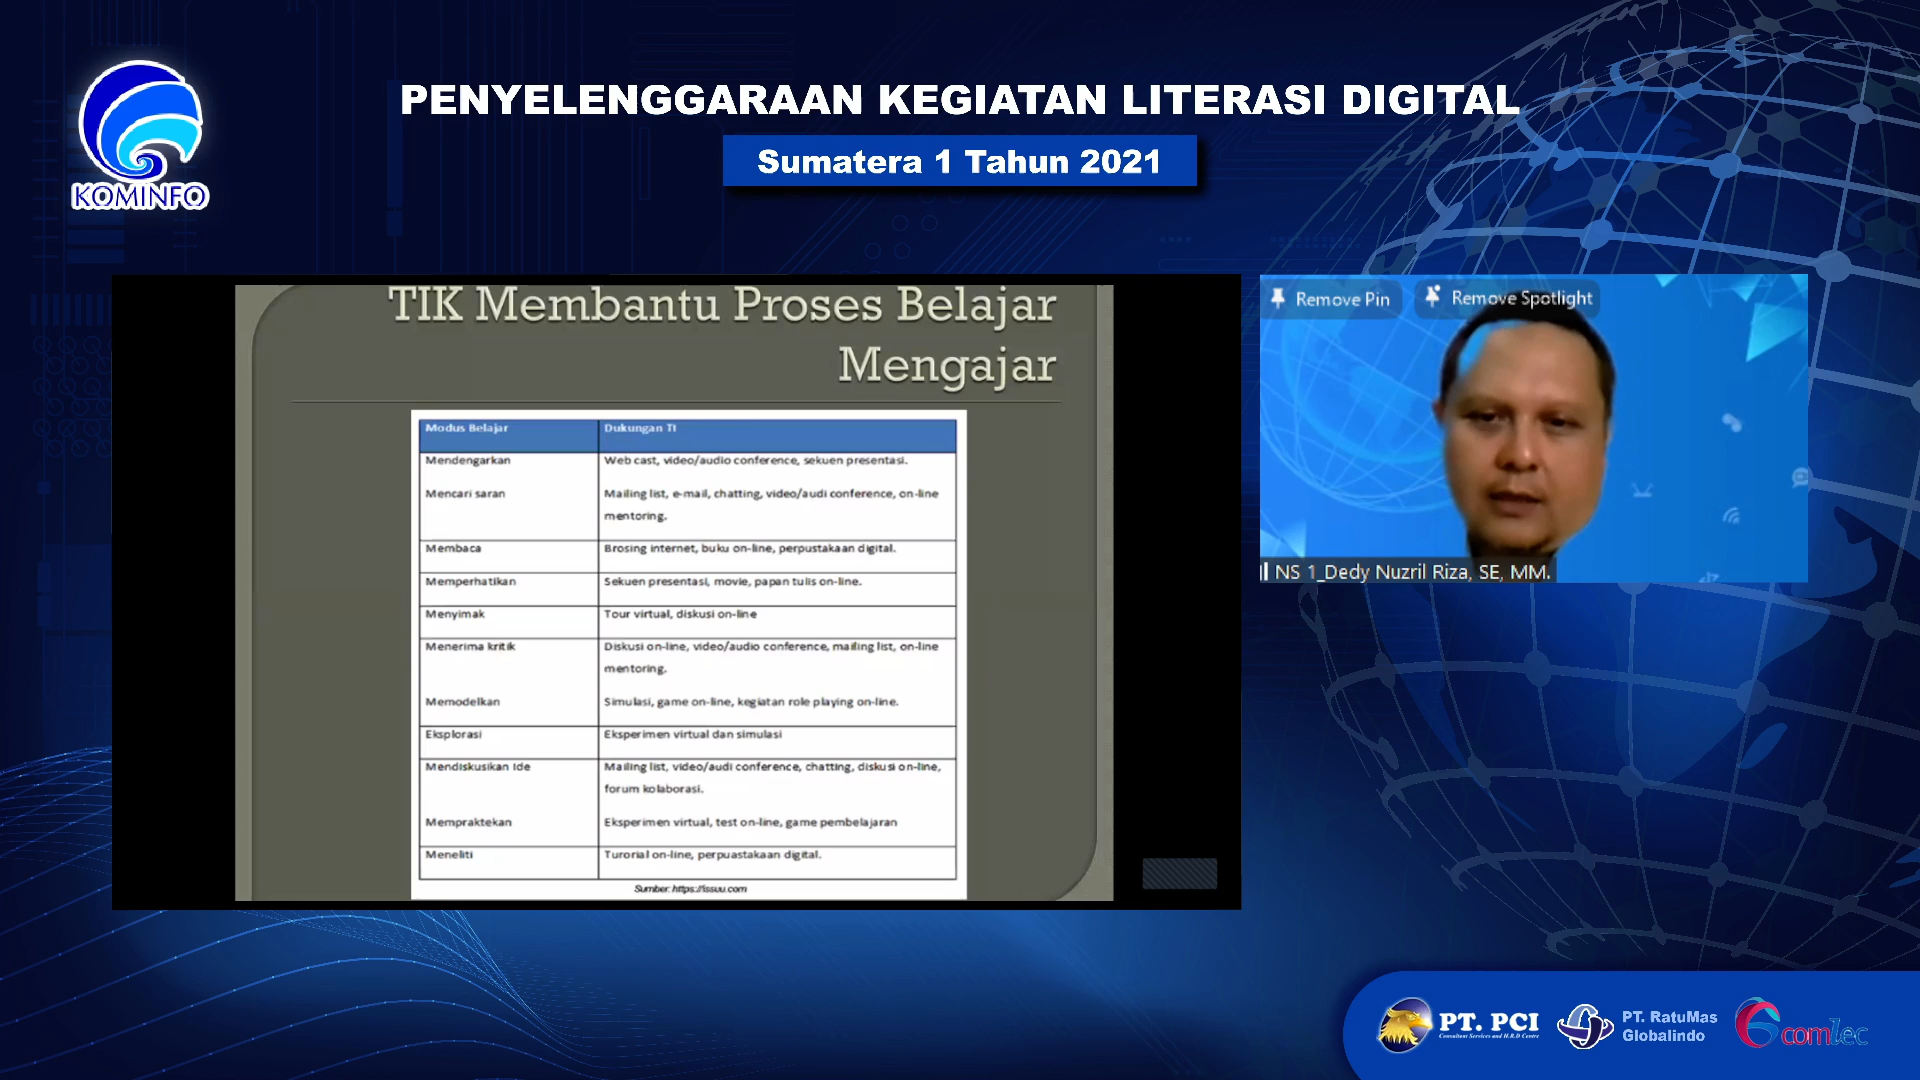 KOMINFO
PENYELENGGARAAN KEGIATAN LITERASI DIGITAL
Sumatera 1 Tahun 2021
TIK Membantu Proses Belajar
Mengajar
Modus Belajar Dukungan TI
Mendengarkan Web cast, video/audio conference, sekuen presentasi.
Mencari saran Mailing list, e-mail, chatting, video/audi conference, on-line
mentoring.
Membaca Brosing internet, buku on-line, perpustakaan digital.
Memperhatikan Sekuen presentasi, movie, papan tulis on-line.
Menyimak Tour virtual, diskusi on-line
Menerima kritik Diskusi on-line, video/audio conference, mailing list, on-line
mentoring.
Memodelkan Simulasi, game on-line, kegiatan role playing on-line.
Eksplorasi Eksperimen virtual dan simulasi
Mendiskusikan Ide Mailing list, video/audi conference, chatting, diskusi on-line,
forum kolaborasi.
Mempraktekan Eksperimen virtual, test on-line, game pembelajaran
Meneliti Turorial on-line, perpuastakaan digital.
Sumber: https://issuu.com
Remove Pin
Remove Spotlight
NS 1_Dedy Nuzril Riza, SE, MM.
PT. PCI
Consultant Services and H.R.D Centre
PT. RatuMas
Globalindo
comtec